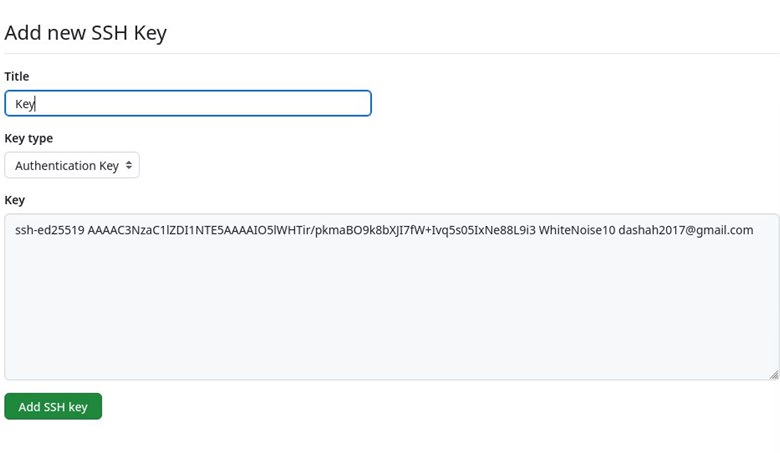 Add new SSH Key
Title
Key
Key type
Authentication Key
Key
ssh-ed25519 AAAAC3NzaC1lZDI1NTE5AAAAIO5lWHTir/pkmaBO9k8bXJI7fW+Ivq5s05IxNe88L9i3 WhiteNoise10 dashah2017@gmail.com
Add SSH key